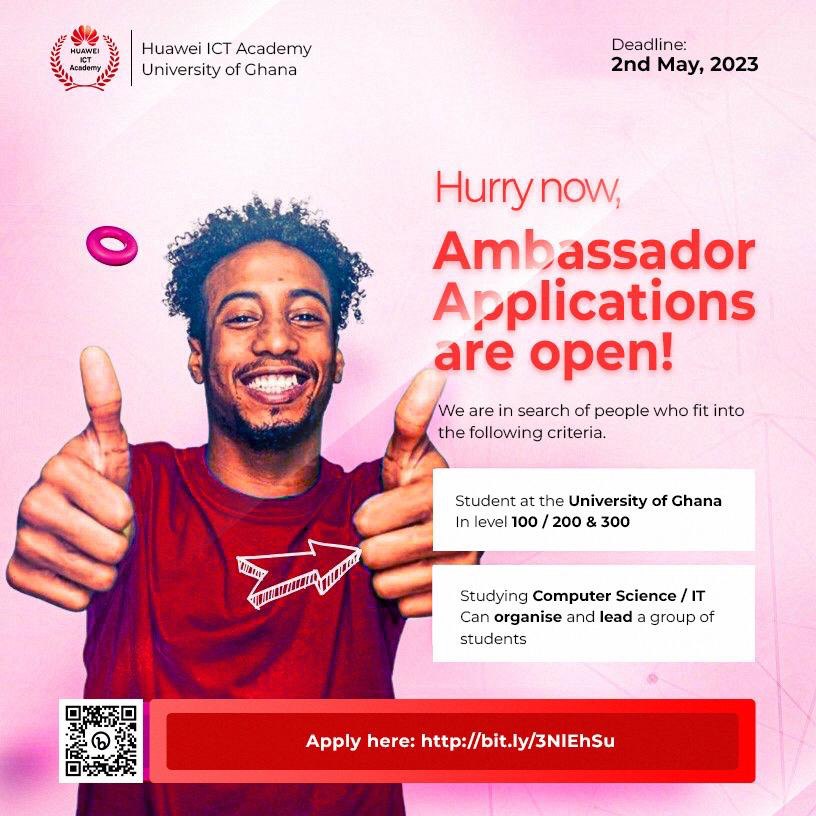 HUAWEI
ICT
Academy
Huawei ICT Academy
University of Ghana
Deadline:
2nd May, 2023
Hurry now,
Ambassador
Applications
are open!
We are in search of people who fit into
the following criteria.
Student at the University of Ghana
In level 100 / 200 & 300
Studying Computer Science / IT
Can organise and lead a group of
students
Apply here: http://bit.ly/3NlEhSu